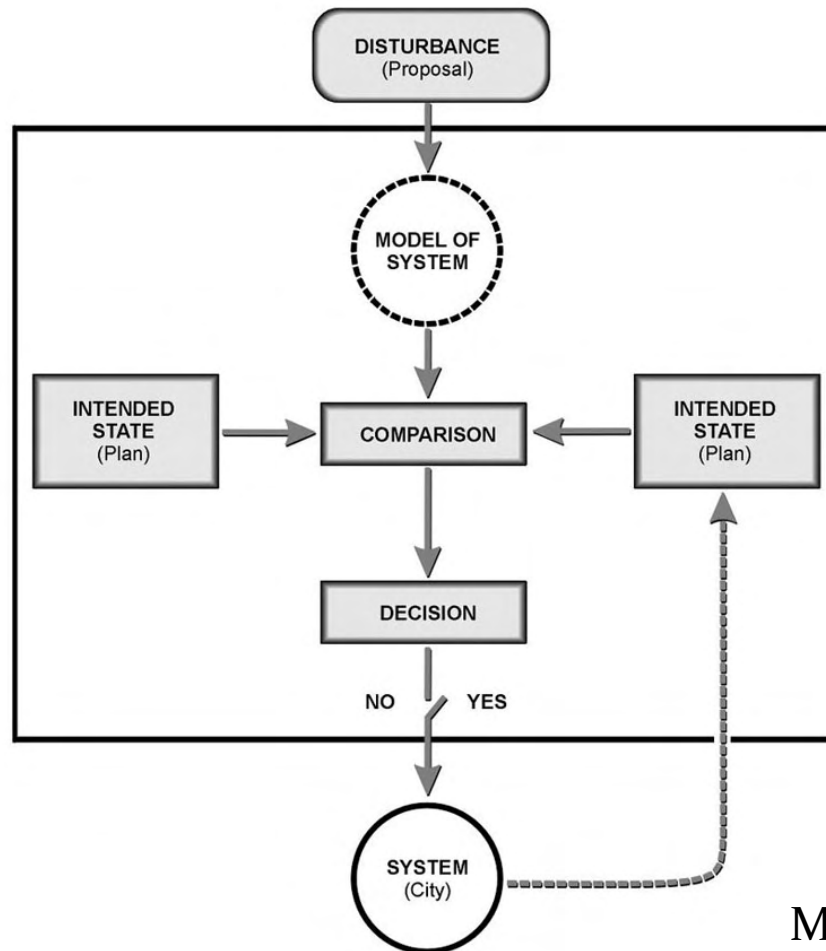 DISTURBANCE
(Proposal)
MODEL OF
SYSTEM
INTENDED
STATE
(Plan)
COMPARISON
INTENDED
STATE
(Plan)
DECISION
NO YES
SYSTEM
(City)
M